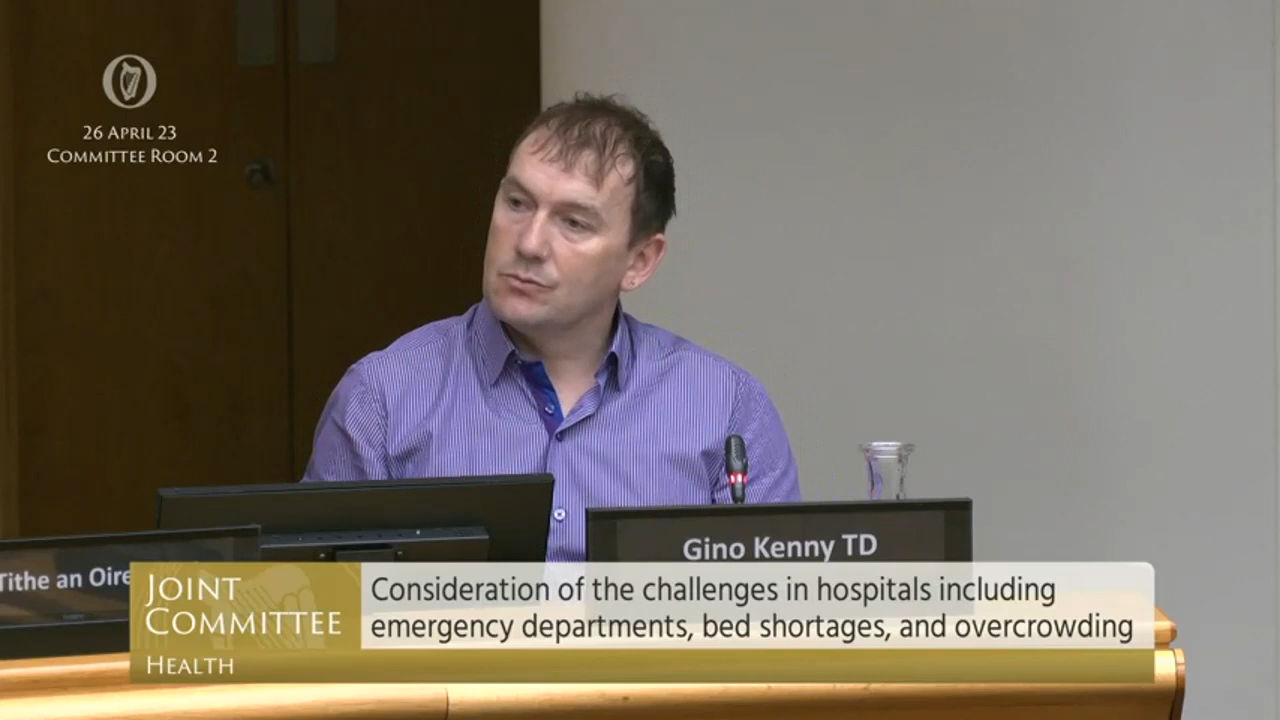 26 April 23
Committee Room 2
Gino Kenny TD
Tithe an Oire
Joint
Committee
Consideration of the challenges in hospitals including
emergency departments, bed shortages, and overcrowding
Health